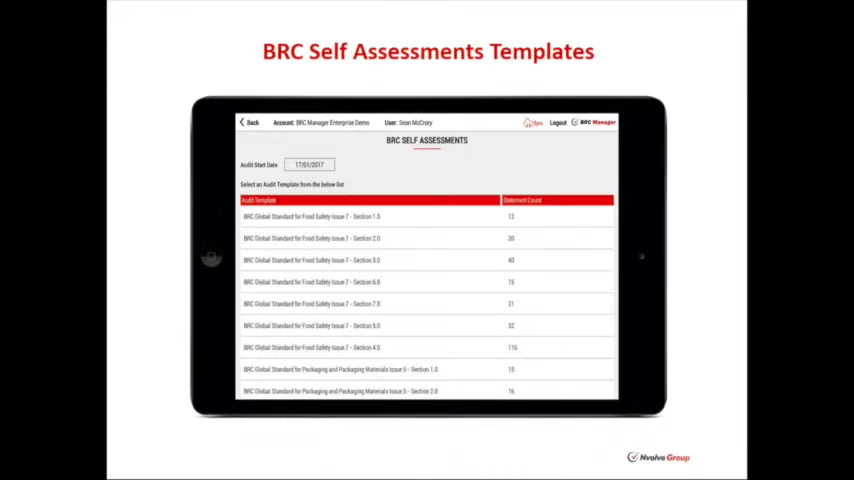 BRC Self Assessments Templates
Back Account: BRC Manager Enterprise Demo User: Sean McCrory Sync Logout BRC Manager
BRC SELF ASSESSMENTS
Audit Start Date 17/01/2017
Select an Audit Template from the below list
Audit Template Statement Count
BRC Global Standard for Food Safety Issue 7 - Section 1.0 12
BRC Global Standard for Food Safety Issue 7 - Section 2.0 20
BRC Global Standard for Food Safety Issue 7 - Section 3.0 40
BRC Global Standard for Food Safety Issue 7 - Section 6.0 15
BRC Global Standard for Food Safety Issue 7 - Section 7.0 21
BRC Global Standard for Food Safety Issue 7 - Section 5.0 32
BRC Global Standard for Food Safety Issue 7 - Section 4.0 116
BRC Global Standard for Packaging and Packaging Materials Issue 5 - Section 1.0 15
BRC Global Standard for Packaging and Packaging Materials Issue 5 - Section 2.0 16
Nvolve Group